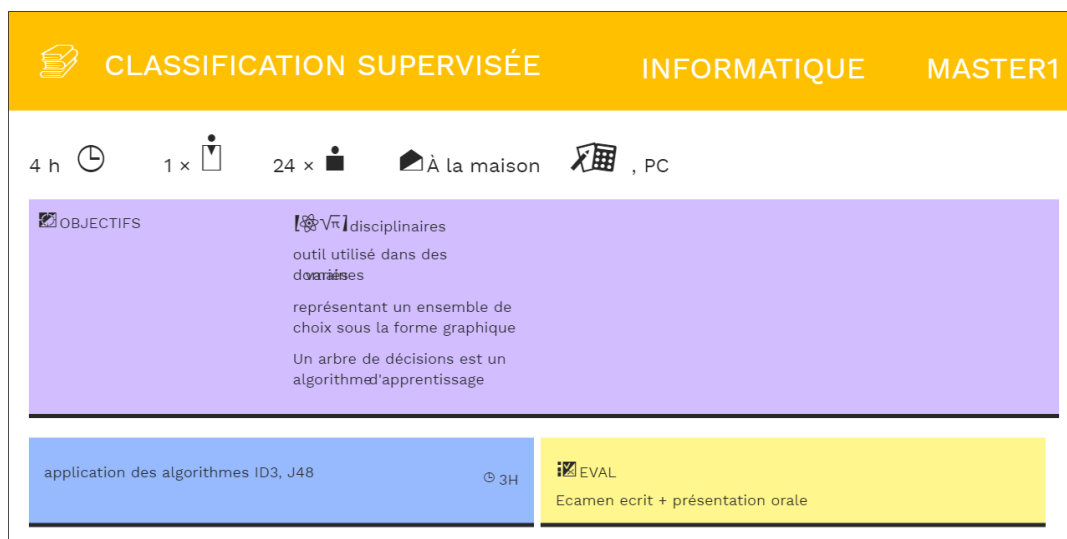 CLASSIFICATION SUPERVISÉE INFORMATIQUE MASTER1
4 h 1 × 24 × À la maison , PC
OBJECTIFS
[√π] disciplinaires
outil utilisé dans des
domaines variés
représentant un ensemble de
choix sous la forme graphique
Un arbre de décisions est un
algorithme d'apprentissage
application des algorithmes ID3, J48 3H
EVAL
Ecamen ecrit + présentation orale